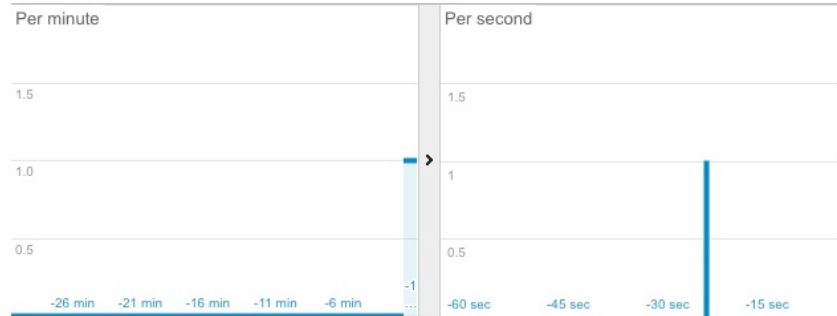 Per minute
1.5
1.0
0.5
-26 min -21 min -16 min -11 min -6 min -1 ...
Per second
1.5
1
0.5
-60 sec -45 sec -30 sec -15 sec